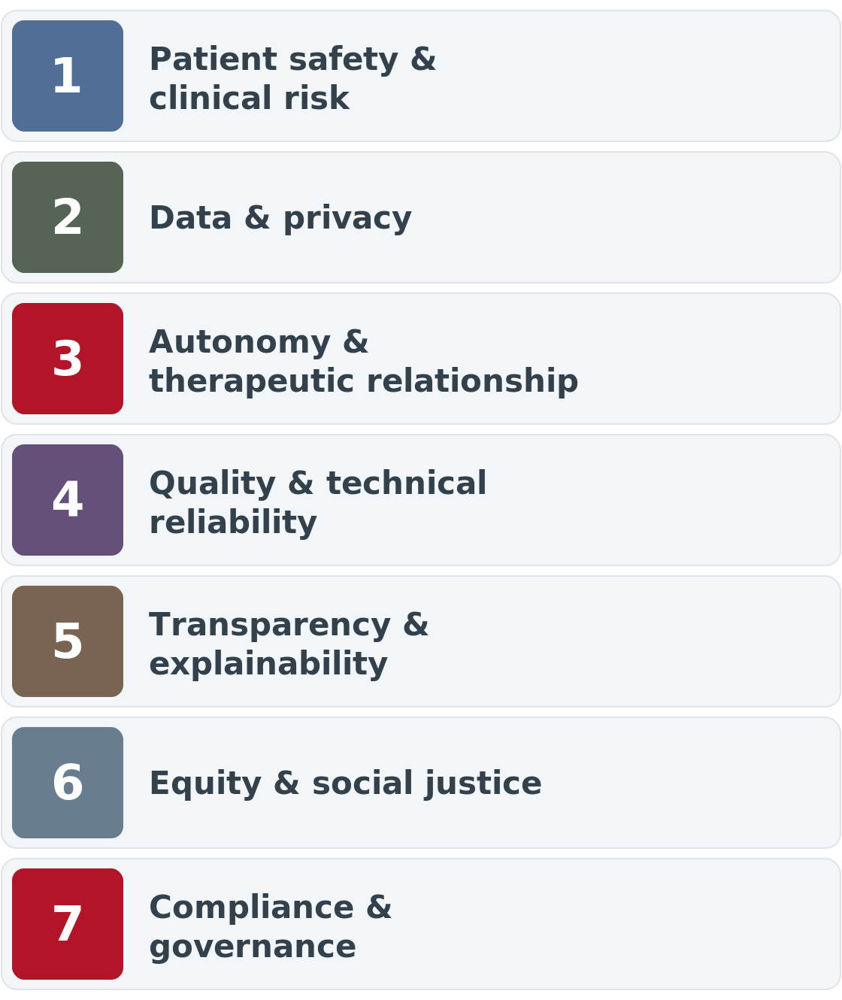 1
Patient safety &
clinical risk
2
Data & privacy
3
Autonomy &
therapeutic relationship
4
Quality & technical
reliability
5
Transparency &
explainability
6
Equity & social justice
7
Compliance &
governance